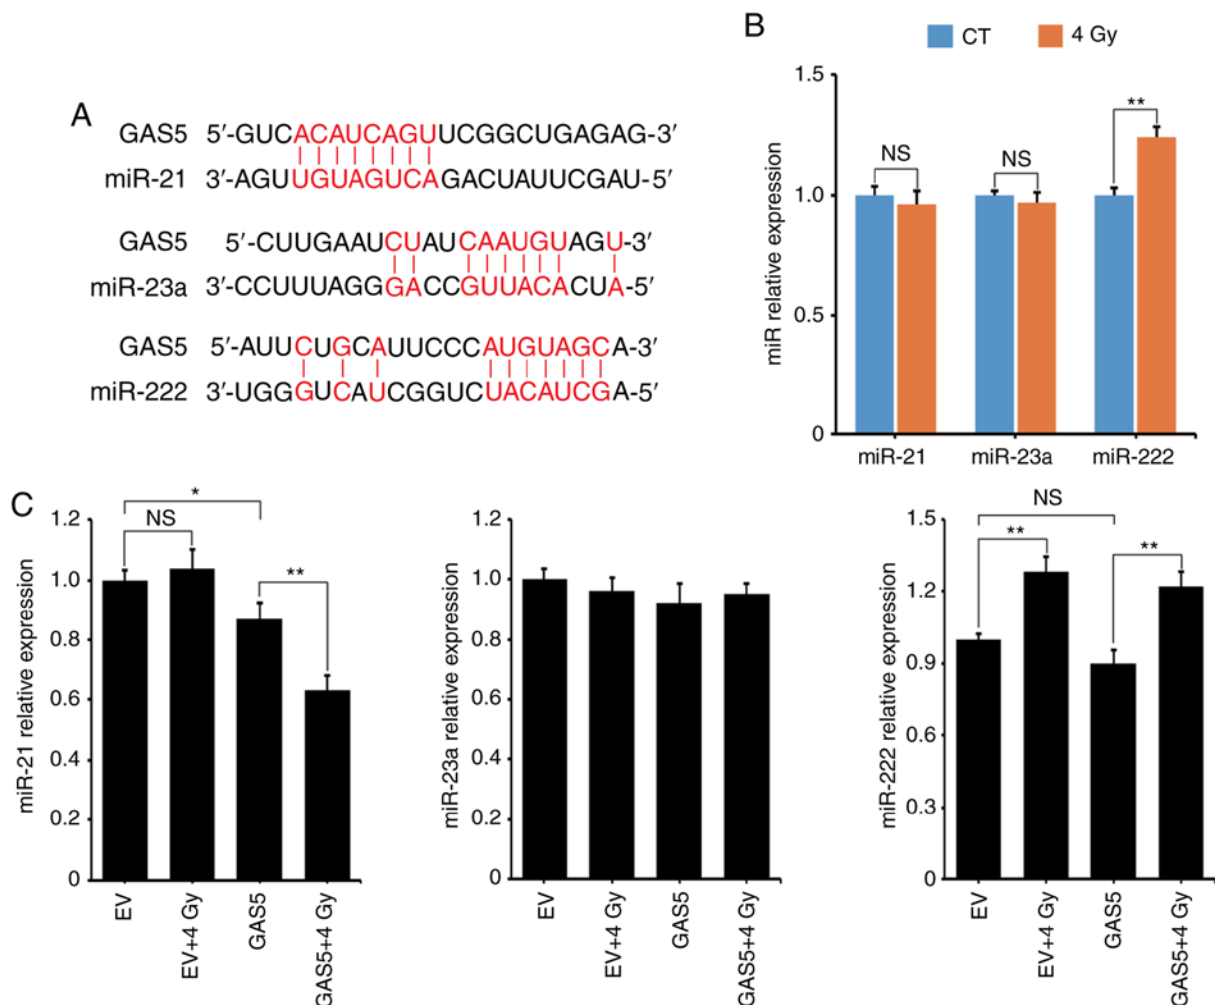 A
GAS5 5′-GUCACAUCAGUUCGGCUGAGAG-3′
miR-21 3′-AGUUGUAGUCAGACUAUUCGAU-5′
GAS5 5′-CUUGAAUCUAUCAAUGUAGU-3′
miR-23a 3′-CCUUUAGGGACCGUUACACUA-5′
GAS5 5′-AUUCUGCAUUCCCAUGUAGCA-3′
miR-222 3′-UGGGUCAUCGGUCUACAUCGA-5′
B
CT 4 Gy
miR relative expression
1.5
1.0
0.5
0
NS
NS
**
miR-21 miR-23a miR-222
C
miR-21 relative expression
1.2
1.0
0.8
0.6
0.4
0.2
0
*
NS
**
EV EV+4 Gy GAS5 GAS5+4 Gy
miR-23a relative expression
1.2
1.0
0.8
0.6
0.4
0.2
0
EV EV+4 Gy GAS5 GAS5+4 Gy
miR-222 relative expression
1.5
1.2
0.9
0.6
0.3
0
NS
**
**
EV EV+4 Gy GAS5 GAS5+4 Gy